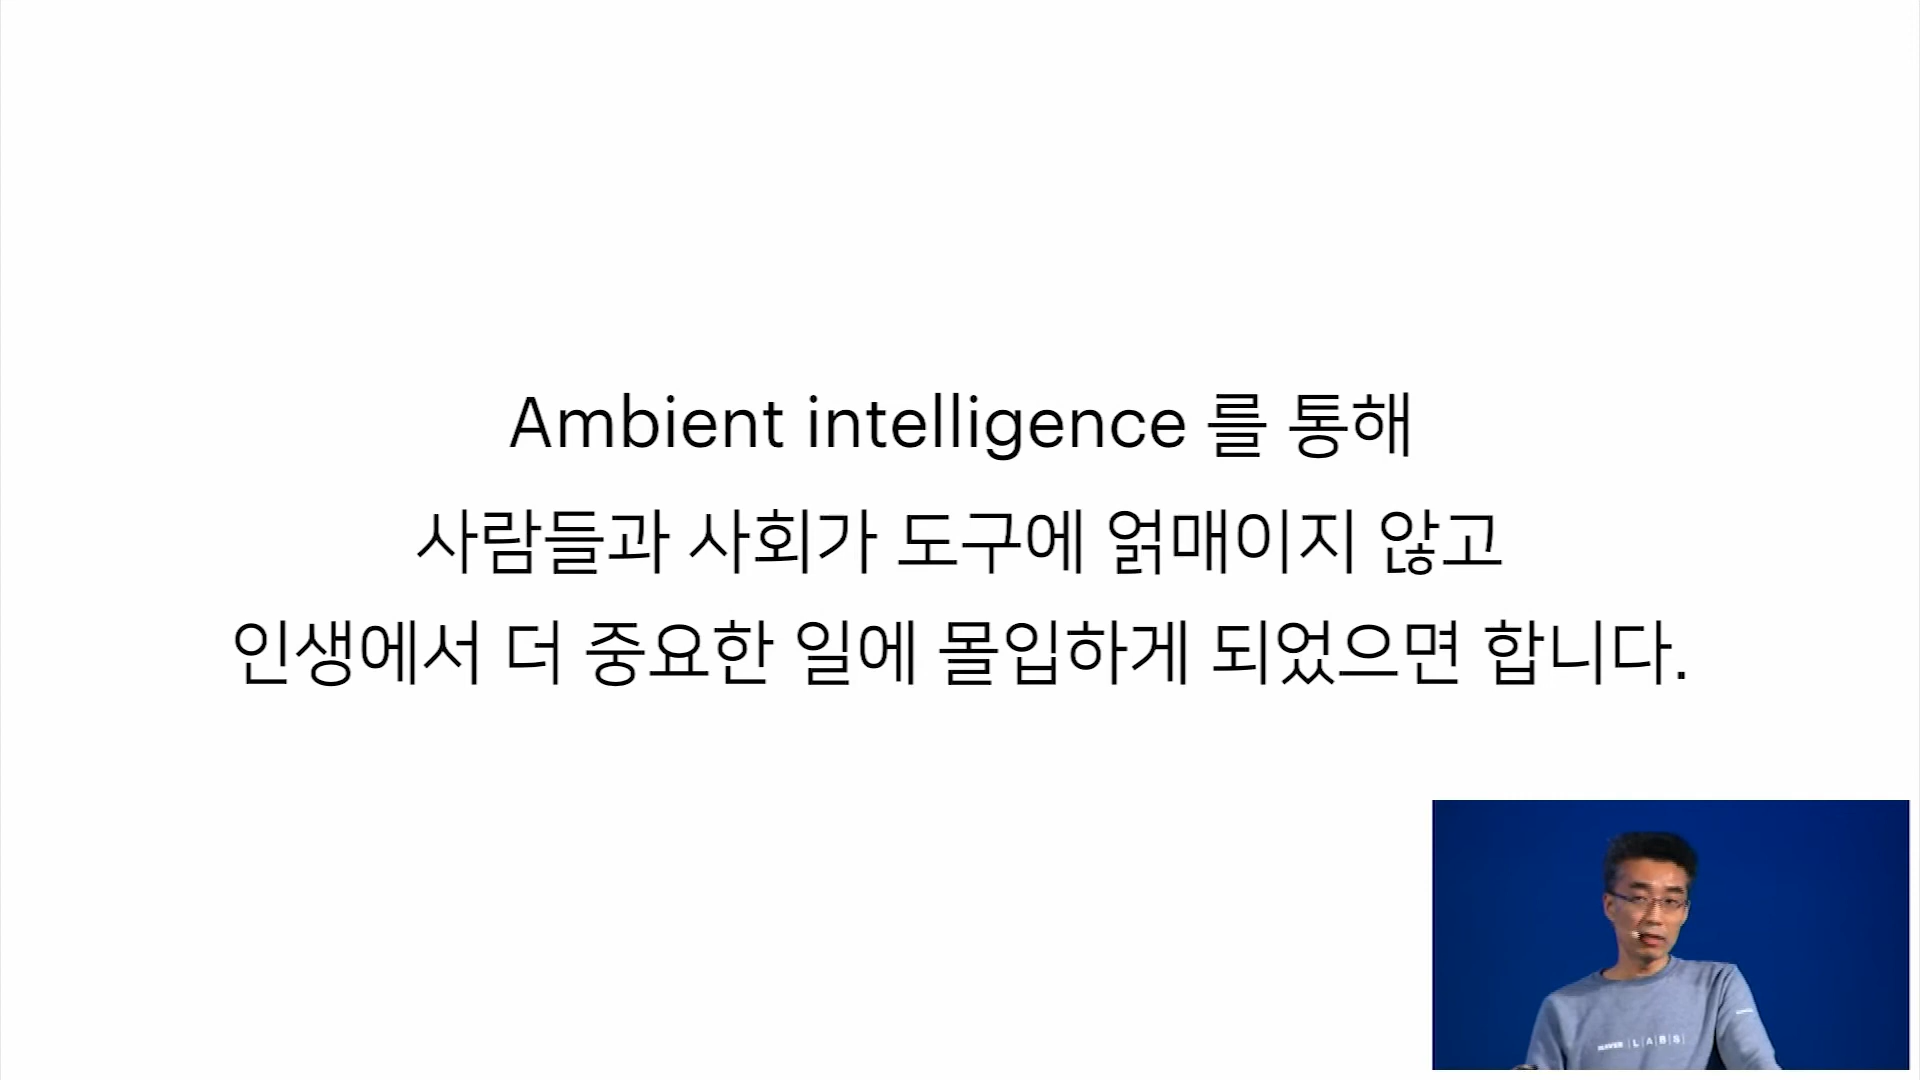 Ambient intelligence 를 통해
사람들과 사회가 도구에 얽매이지 않고
인생에서 더 중요한 일에 몰입하게 되었으면 합니다.
NAVER |L|A|B|S|